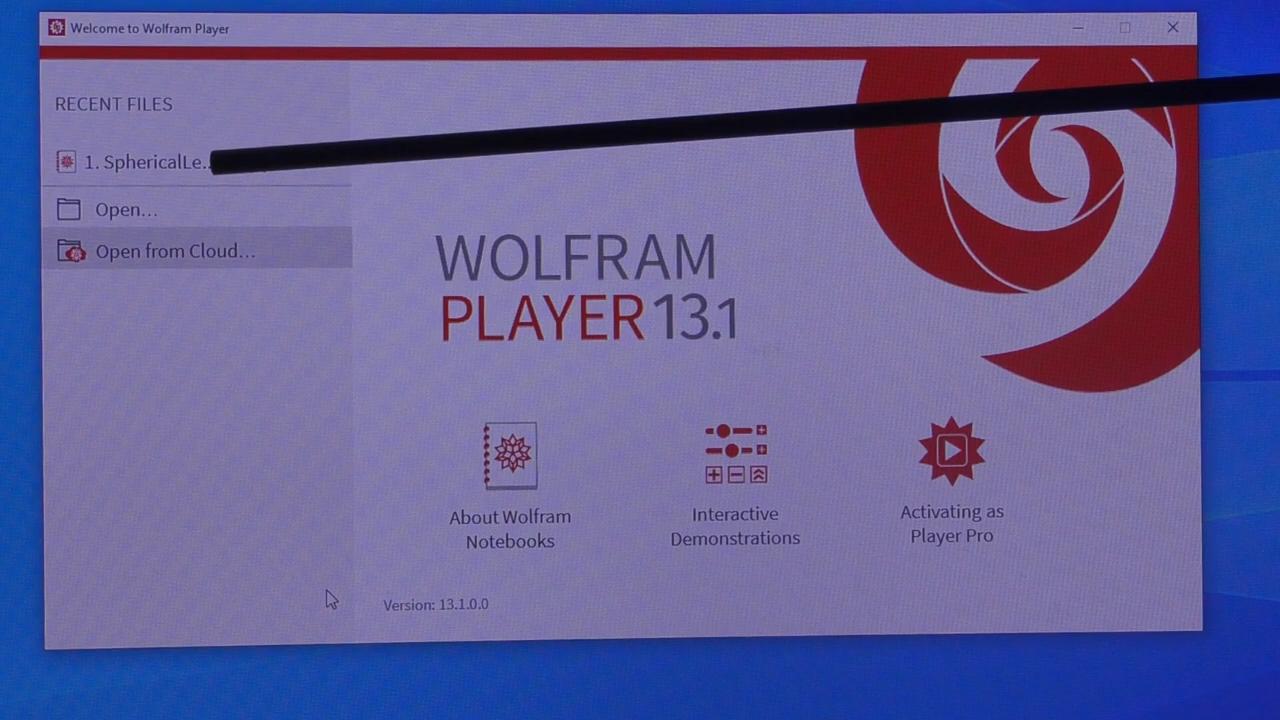 Welcome to Wolfram Player
RECENT FILES
1. SphericalLe...
Open...
Open from Cloud...
WOLFRAM
PLAYER 13.1
About Wolfram
Notebooks
Interactive
Demonstrations
Activating as
Player Pro
Version: 13.1.0.0